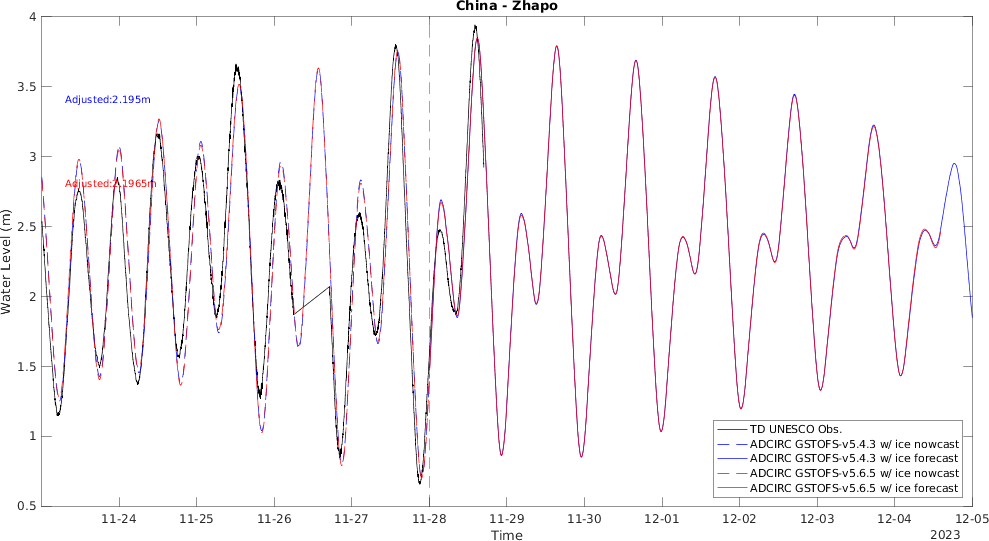 China - Zhapo
4
3.5
3
2.5
2
1.5
1
0.5
Water Level (m)
Adjusted:2.195m
Adjusted:2.1965m
TD UNESCO Obs.
ADCIRC GSTOFS-v5.4.3 w/ ice nowcast
ADCIRC GSTOFS-v5.4.3 w/ ice forecast
ADCIRC GSTOFS-v5.6.5 w/ ice nowcast
ADCIRC GSTOFS-v5.6.5 w/ ice forecast
11-24 11-25 11-26 11-27 11-28 11-29 11-30 12-01 12-02 12-03 12-04 12-05
Time
2023